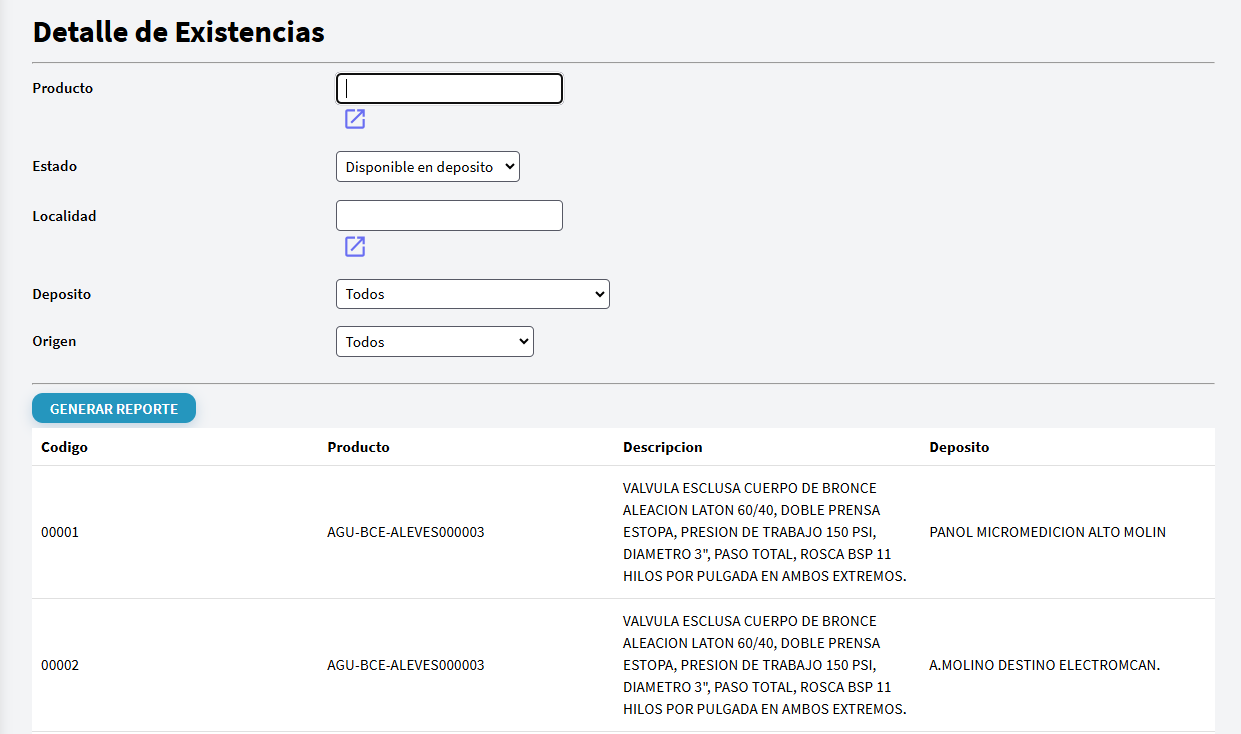 Detalle de Existencias
Producto
Estado
Disponible en deposito
Localidad
Deposito
Todos
Origen
Todos
GENERAR REPORTE
Codigo Producto Descripcion Deposito
VALVULA ESCLUSA CUERPO DE BRONCE
ALEACION LATON 60/40, DOBLE PRENSA
00001 AGU-BCE-ALEVES000003 ESTOPA, PRESION DE TRABAJO 150 PSI, PANOL MICROMEDICION ALTO MOLIN
DIAMETRO 3", PASO TOTAL, ROSCA BSP 11
HILOS POR PULGADA EN AMBOS EXTREMOS.
VALVULA ESCLUSA CUERPO DE BRONCE
ALEACION LATON 60/40, DOBLE PRENSA
00002 AGU-BCE-ALEVES000003 ESTOPA, PRESION DE TRABAJO 150 PSI, A.MOLINO DESTINO ELECTROMCAN.
DIAMETRO 3", PASO TOTAL, ROSCA BSP 11
HILOS POR PULGADA EN AMBOS EXTREMOS.